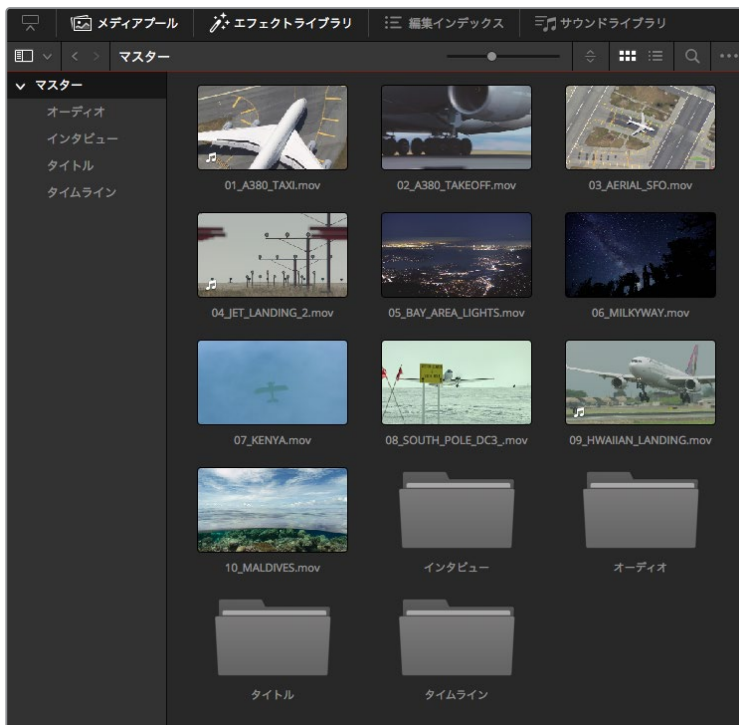 メディアプール エフェクトライブラリ 編集インデックス サウンドライブラリ
マスター
マスター
オーディオ
インタビュー
タイトル
タイムライン
01_A380_TAXI.mov 02_A380_TAKEOFF.mov 03_AERIAL_SFO.mov
04_JET_LANDING_2.mov 05_BAY_AREA_LIGHTS.mov 06_MILKYWAY.mov
07_KENYA.mov 08_SOUTH_POLE_DC3_.mov 09_HWAIIAN_LANDING.mov
10_MALDIVES.mov インタビュー オーディオ
タイトル タイムライン